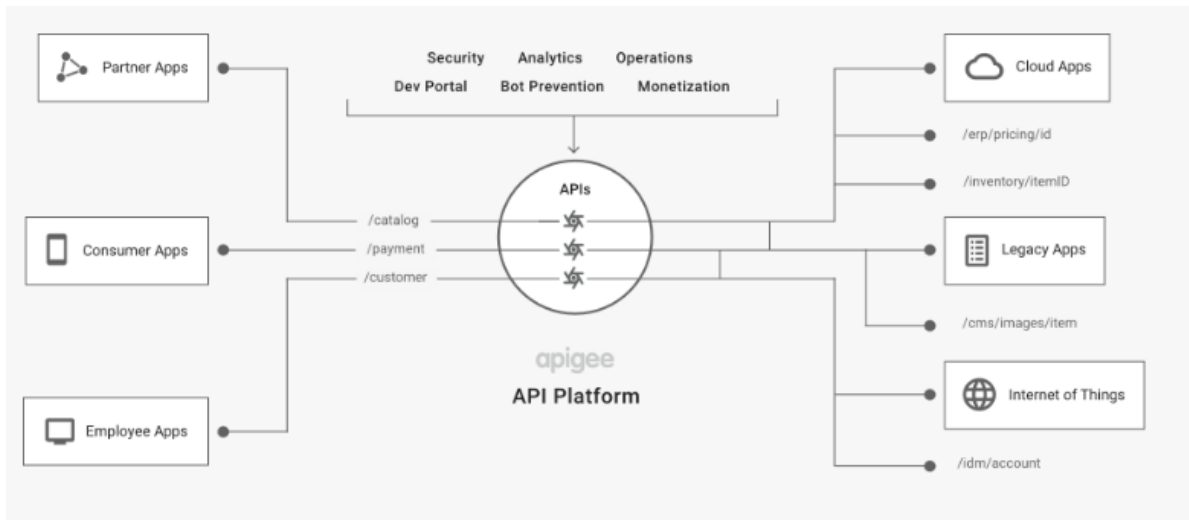 Partner Apps
Consumer Apps
Employee Apps
Security Analytics Operations
Dev Portal Bot Prevention Monetization
APIs
/catalog
/payment
/customer
apigee
API Platform
Cloud Apps
/erp/pricing/id
/inventory/itemID
Legacy Apps
/cms/images/item
Internet of Things
/idm/account